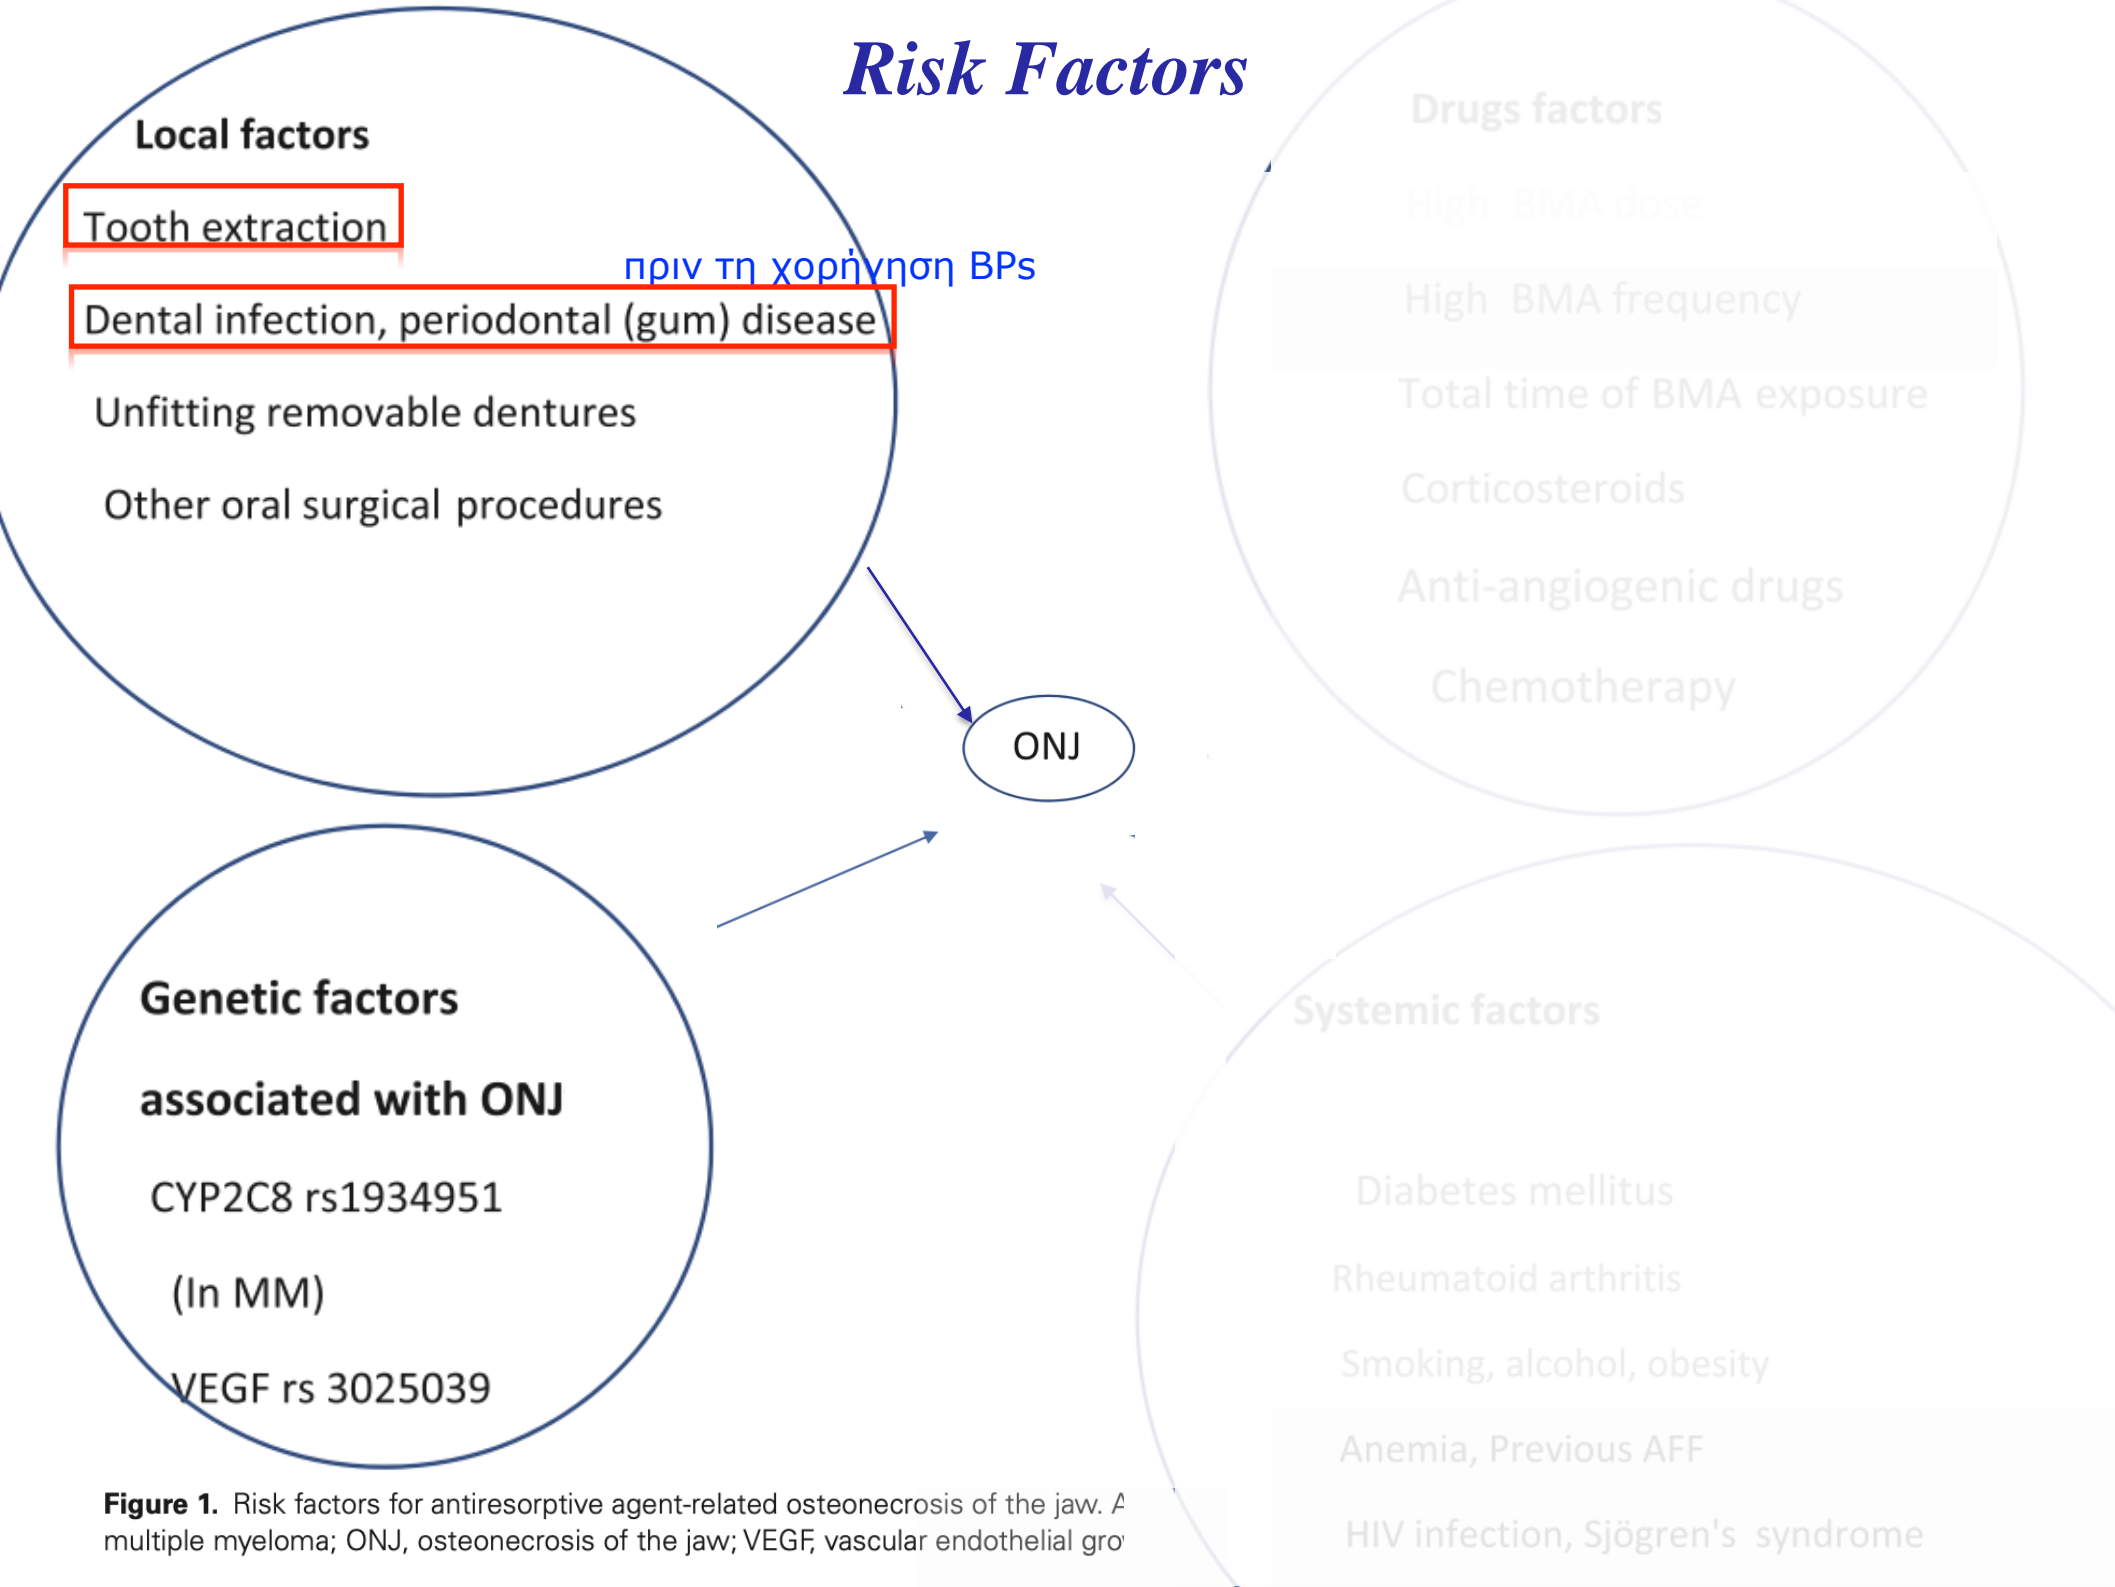 Risk Factors
Local factors
Tooth extraction
πριν τη χορήγηση BPs
Dental infection, periodontal (gum) disease
Unfitting removable dentures
Other oral surgical procedures
Drugs factors
High BMA dose
High BMA frequency
Total time of BMA exposure
Corticosteroids
Anti-angiogenic drugs
Chemotherapy
ONJ
Genetic factors
associated with ONJ
CYP2C8 rs1934951
(In MM)
VEGF rs 3025039
Systemic factors
Diabetes mellitus
Rheumatoid arthritis
Smoking, alcohol, obesity
Anemia, Previous AFF
HIV infection, Sjögren's syndrome
Figure 1. Risk factors for antiresorptive agent-related osteonecrosis of the jaw.
multiple myeloma; ONJ, osteonecrosis of the jaw; VEGF, vascular endothelial